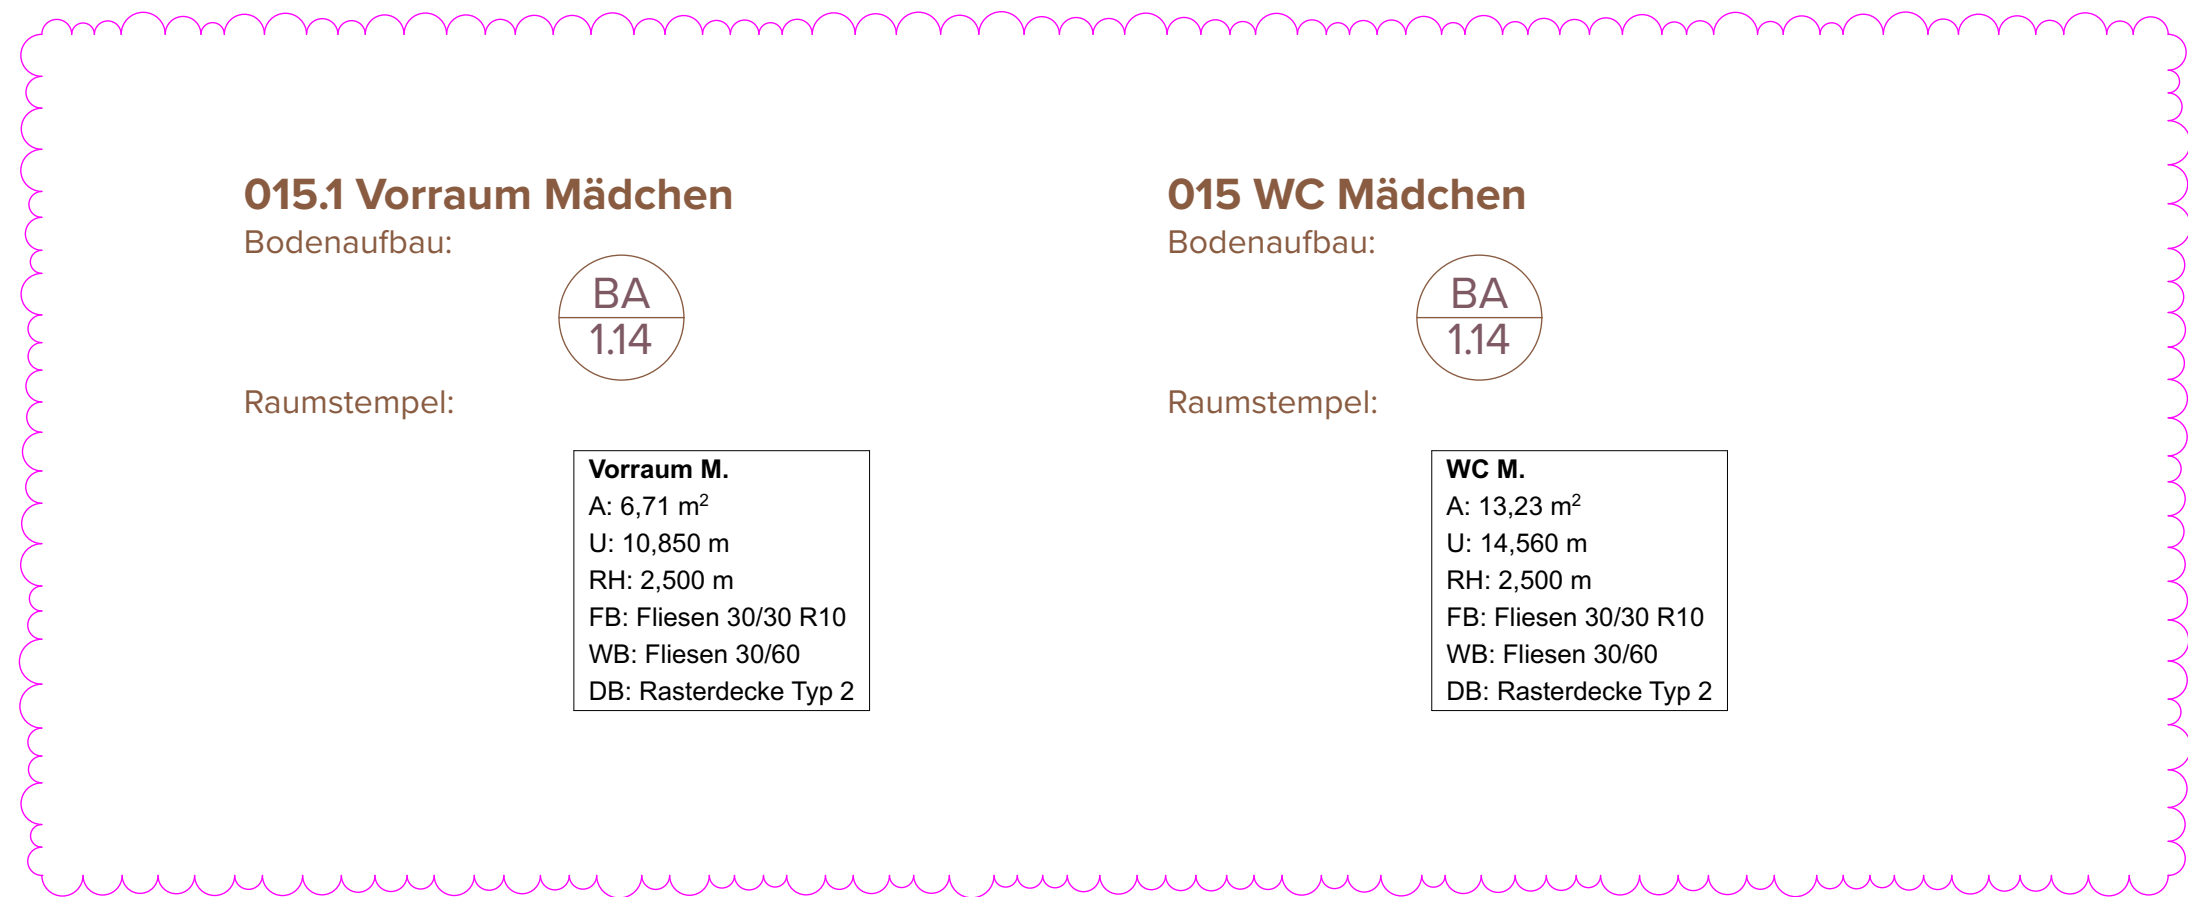 015.1 Vorraum Mädchen
Bodenaufbau:
BA
1.14
Raumstempel:
Vorraum M.
A: 6,71 m²
U: 10,850 m
RH: 2,500 m
FB: Fliesen 30/30 R10
WB: Fliesen 30/60
DB: Rasterdecke Typ 2
015 WC Mädchen
Bodenaufbau:
BA
1.14
Raumstempel:
WC M.
A: 13,23 m²
U: 14,560 m
RH: 2,500 m
FB: Fliesen 30/30 R10
WB: Fliesen 30/60
DB: Rasterdecke Typ 2